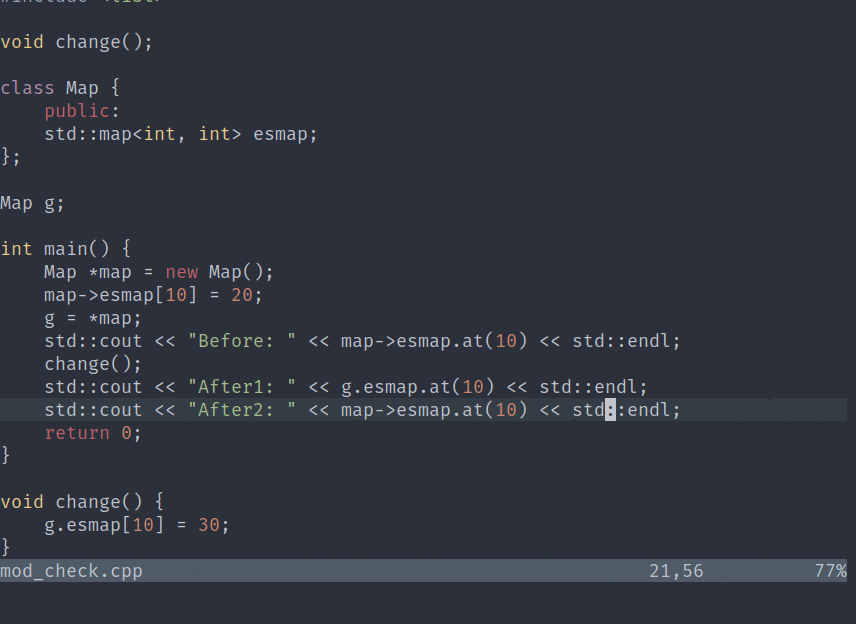 void change();

class Map {
    public:
    std::map<int, int> esmap;
};

Map g;

int main() {
    Map *map = new Map();
    map->esmap[10] = 20;
    g = *map;
    std::cout << "Before: " << map->esmap.at(10) << std::endl;
    change();
    std::cout << "After1: " << g.esmap.at(10) << std::endl;
    std::cout << "After2: " << map->esmap.at(10) << std::endl;
    return 0;
}

void change() {
    g.esmap[10] = 30;
}
mod_check.cpp 21,56 77%